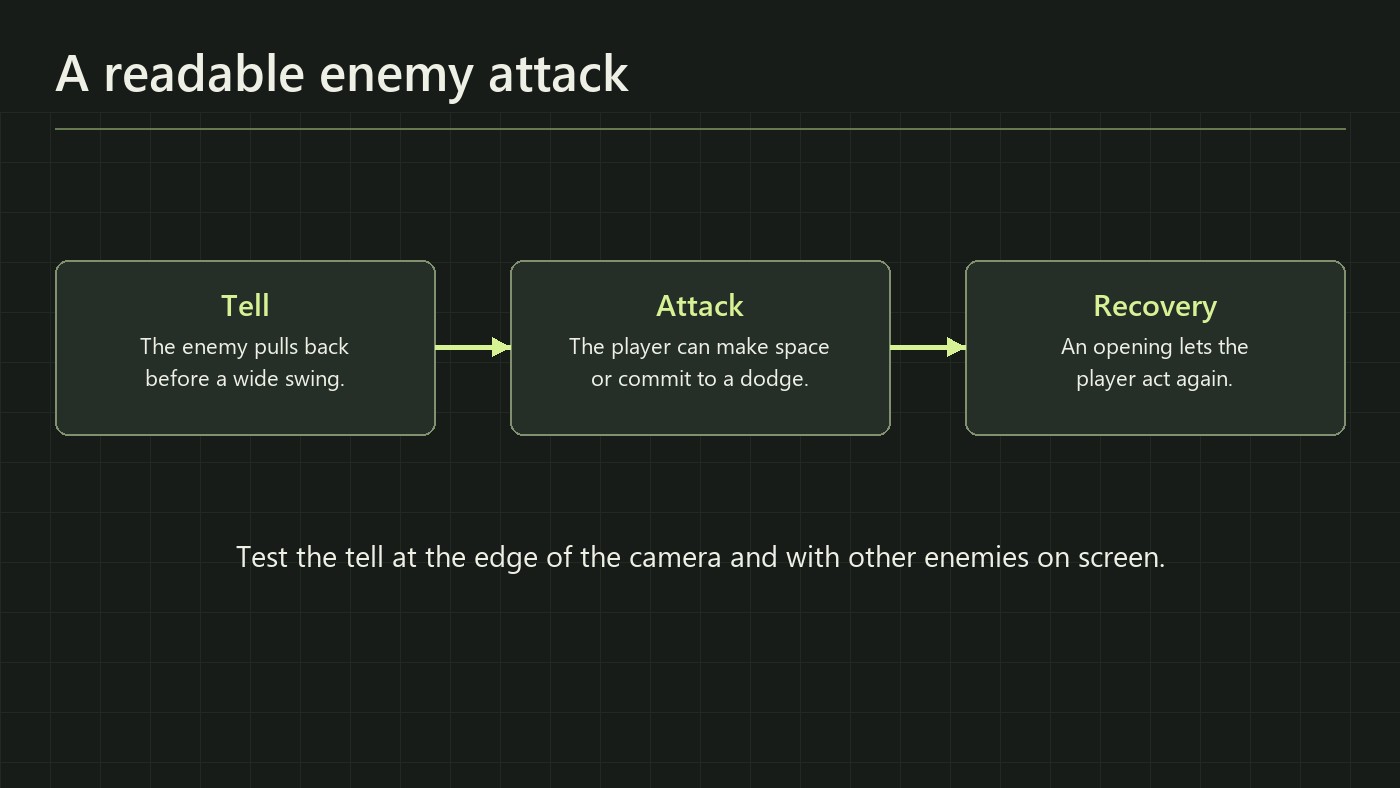 A readable enemy attack
Tell
The enemy pulls back
before a wide swing.
Attack
The player can make space
or commit to a dodge.
Recovery
An opening lets the
player act again.
Test the tell at the edge of the camera and with other enemies on screen.